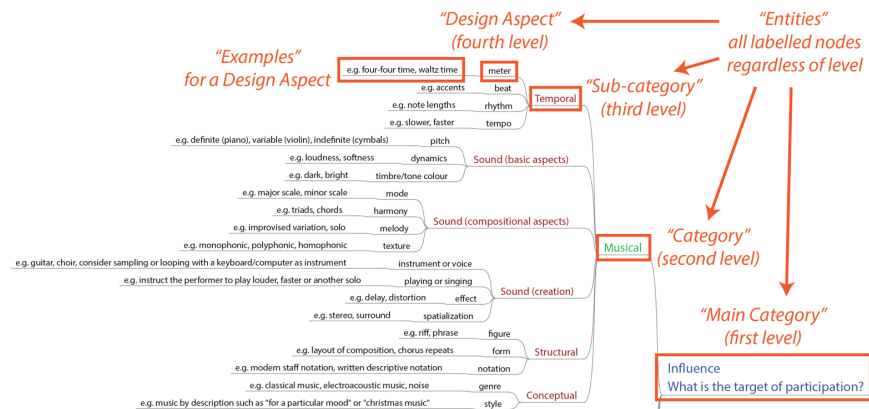 “Design Aspect”
(fourth level)
“Entities”
all labelled nodes
regardless of level
“Examples”
for a Design Aspect
“Sub-category”
(third level)
“Category”
(second level)
“Main Category”
(first level)
e.g. four-four time, waltz time meter
e.g. accents beat
e.g. note lengths rhythm
e.g. slower, faster tempo
Temporal
e.g. definite (piano), variable (violin), indefinite (cymbals) pitch
e.g. loudness, softness dynamics
e.g. dark, bright timbre/tone colour
Sound (basic aspects)
e.g. major scale, minor scale mode
e.g. triads, chords harmony
e.g. improvised variation, solo melody
e.g. monophonic, polyphonic, homophonic texture
Sound (compositional aspects)
Musical
e.g. guitar, choir, consider sampling or looping with a keyboard/computer as instrument instrument or voice
e.g. instruct the performer to play louder, faster or another solo playing or singing
e.g. delay, distortion effect
e.g. stereo, surround spatialization
Sound (creation)
e.g. riff, phrase figure
e.g. layout of composition, chorus repeats form
e.g. modern staff notation, written descriptive notation notation
Structural
e.g. classical music, electroacoustic music, noise genre
e.g. music by description such as "for a particular mood" or "christmas music" style
Conceptual
Influence
What is the target of participation?